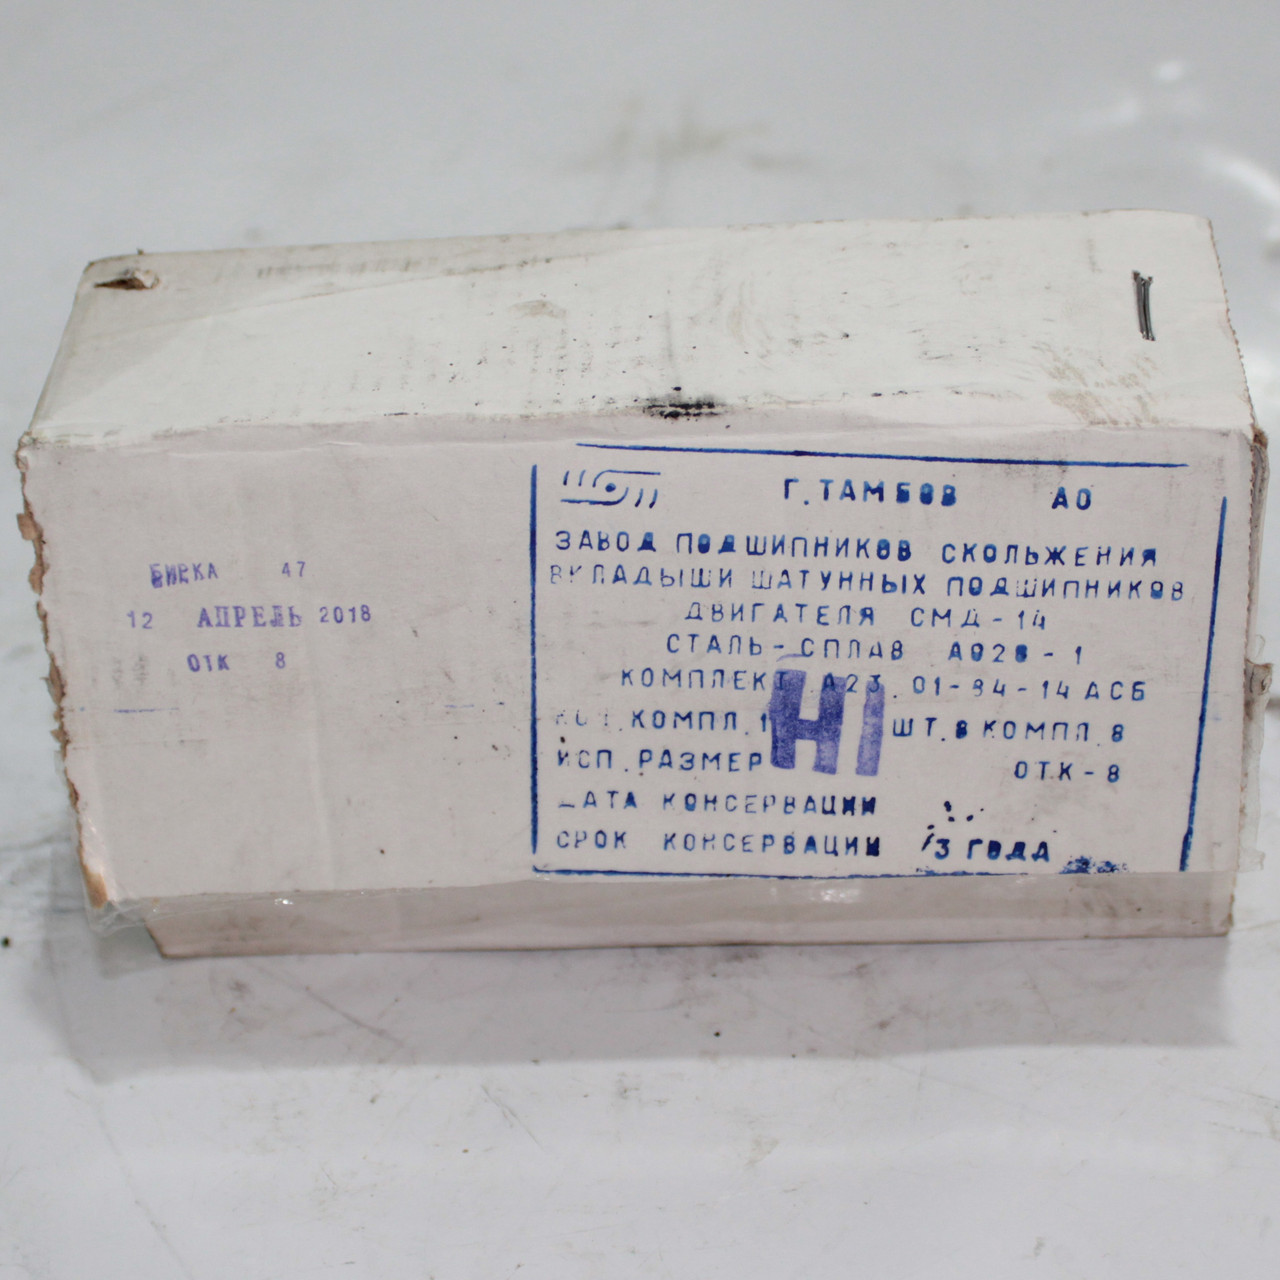 БИРКА 47
12 АПРЕЛЬ 2018
ОТК 8
Г. ТАМБОВ АО
ЗАВОД ПОДШИПНИКОВ СКОЛЬЖЕНИЯ
ВКЛАДЫШИ ШАТУННЫХ ПОДШИПНИКОВ
ДВИГАТЕЛЯ СМД-14
СТАЛЬ-СПЛАВ АО20-1
КОМПЛЕКТ А23.01-84-14АСБ
КОМПЛ. 1 ШТ. 8 КОМПЛ. 8
ИСП. РАЗМЕР Н1 ОТК-8
ДАТА КОНСЕРВАЦИИ
СРОК КОНСЕРВАЦИИ 3 ГОДА